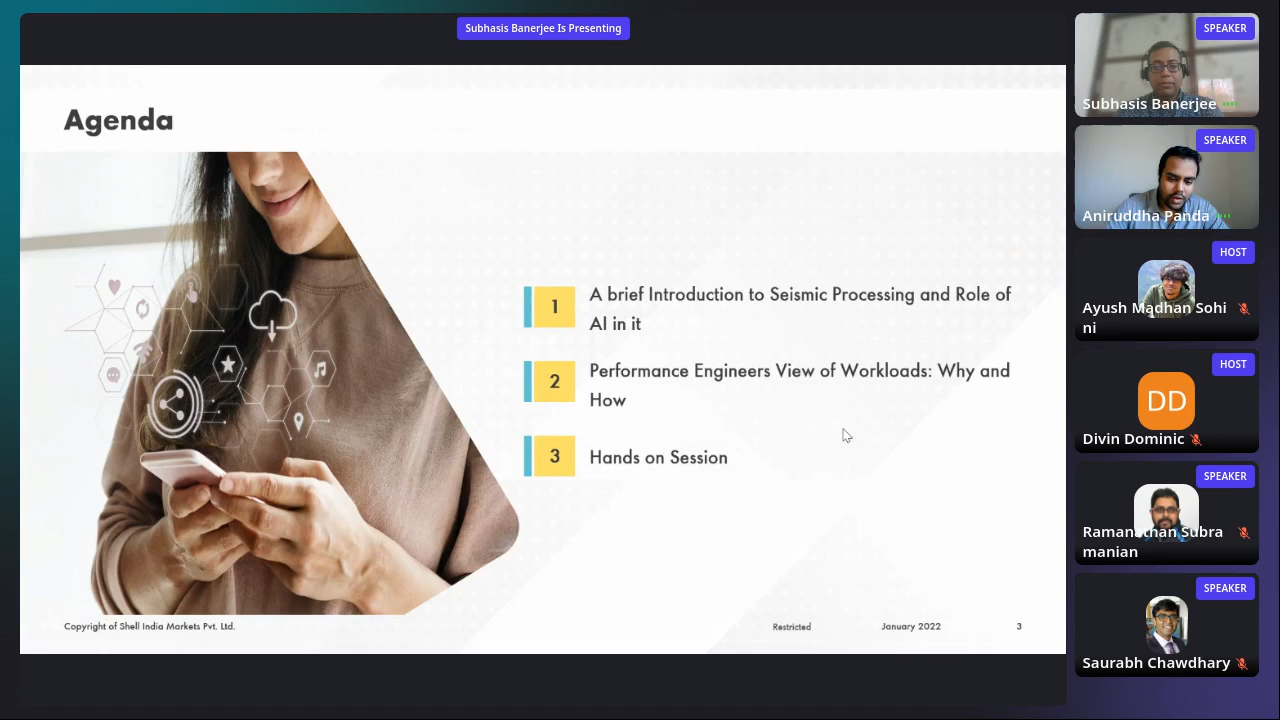 Subhasis Banerjee Is Presenting
Agenda
1
A brief Introduction to Seismic Processing and Role of
AI in it
2
Performance Engineers View of Workloads: Why and
How
3
Hands on Session
Copyright of Shell India Markets Pvt. Ltd.
Restricted
January 2022
3
SPEAKER
Subhasis Banerjee
SPEAKER
Aniruddha Panda
HOST
Ayush Madhan Sohi
ni
HOST
DD
Divin Dominic
SPEAKER
Ramanathan Subra
manian
SPEAKER
Saurabh Chawdhary